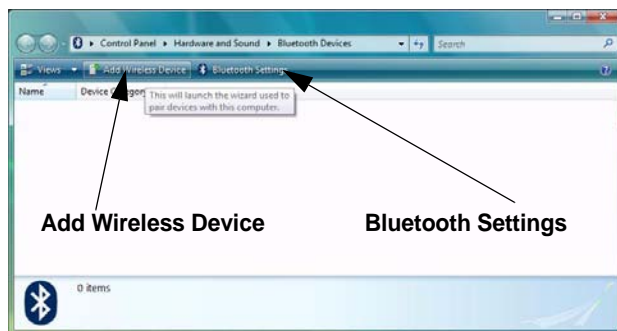 Control Panel ▸ Hardware and Sound ▸ Bluetooth Devices
Search
Views Add Wireless Device Bluetooth Settings
Name Device Categor
This will launch the wizard used to
pair devices with this computer.
Add Wireless Device Bluetooth Settings
0 items